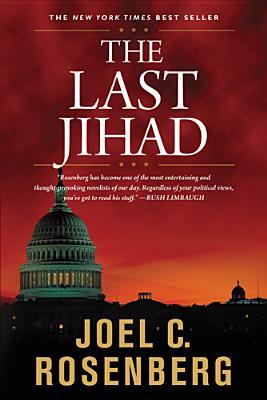 THE NEW YORK TIMES BEST SELLER
THE
LAST
JIHAD
"Rosenberg has become one of the most entertaining and
thought-provoking novelists of our day. Regardless of your political views,
you've got to read his stuff." —RUSH LIMBAUGH
JOEL C.
ROSENBERG